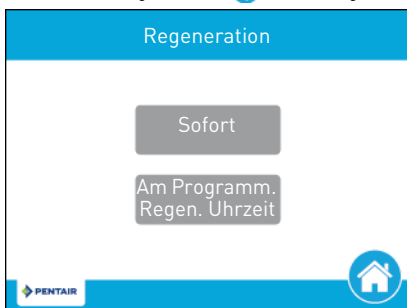 Regeneration
Sofort
Am Programm.
Regen. Uhrzeit
PENTAIR